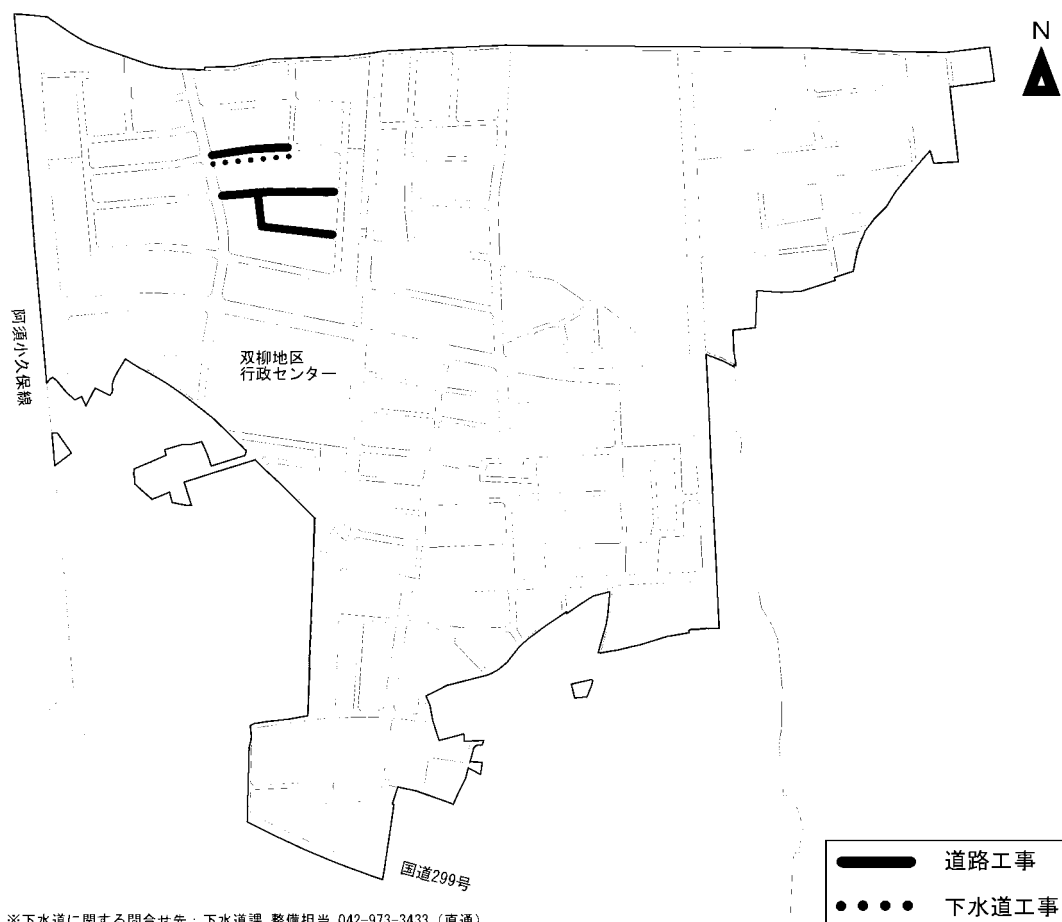 N
阿須小久保線
双柳地区
行政センター
国道299号
道路工事
下水道工事
※下水道に関する問合せ先：下水道課 整備担当 042-973-3433（直通）